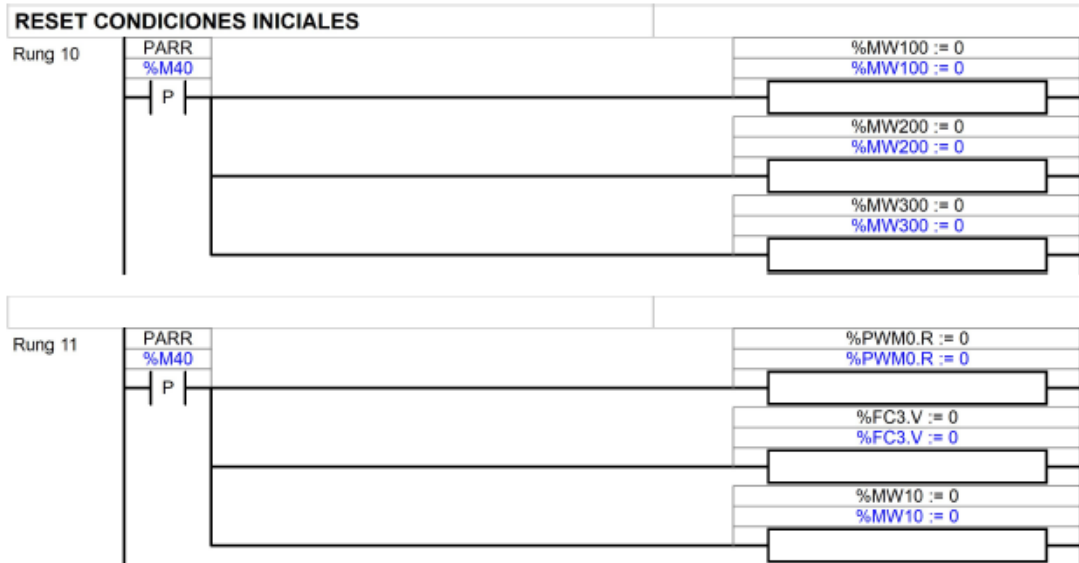 RESET CONDICIONES INICIALES
Rung 10
PARR
%M40
P
%MW100 := 0
%MW100 := 0
%MW200 := 0
%MW200 := 0
%MW300 := 0
%MW300 := 0
Rung 11
PARR
%M40
P
%PWM0.R := 0
%PWM0.R := 0
%FC3.V := 0
%FC3.V := 0
%MW10 := 0
%MW10 := 0